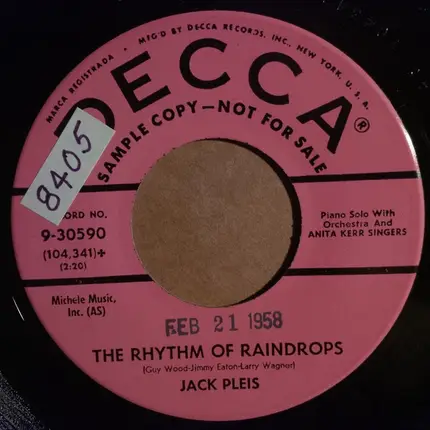 MARCA REGISTRADA • MFG'D BY DECCA RECORDS, INC., NEW YORK, U. S. A.
DECCA®
SAMPLE COPY—NOT FOR SALE
8405
ORD NO.
9-30590
(104,341)+
(2:20)
Piano Solo With
Orchestra And
ANITA KERR SINGERS
Michele Music,
Inc. (AS)
FEB 21 1958
THE RHYTHM OF RAINDROPS
(Guy Wood-Jimmy Eaton-Larry Wagner)
JACK PLEIS